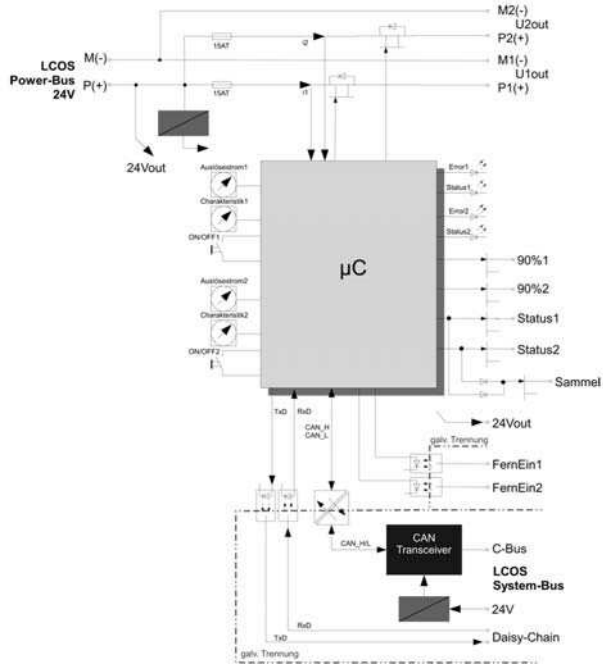 M2(-)
U2out
P2(+)
15AT
i2
M(-)
M1(-)
LCOS
Power-Bus
24V
U1out
P(+)
P1(+)
15AT
i1
24Vout
Auslösestrom1
Error1
Status1
Charakteristik1
Error2
ON/OFF1
Status2
µC
90%1
Auslösestrom2
90%2
Charakteristik2
Status1
ON/OFF2
Status2
Sammel
TxD
RxD
CAN_H
CAN_L
24Vout
galv. Trennung
FernEin1
FernEin2
CAN
Transceiver
CAN_H/L
C-Bus
LCOS
System-Bus
24V
RxD
TxD
Daisy-Chain
galv. Trennung